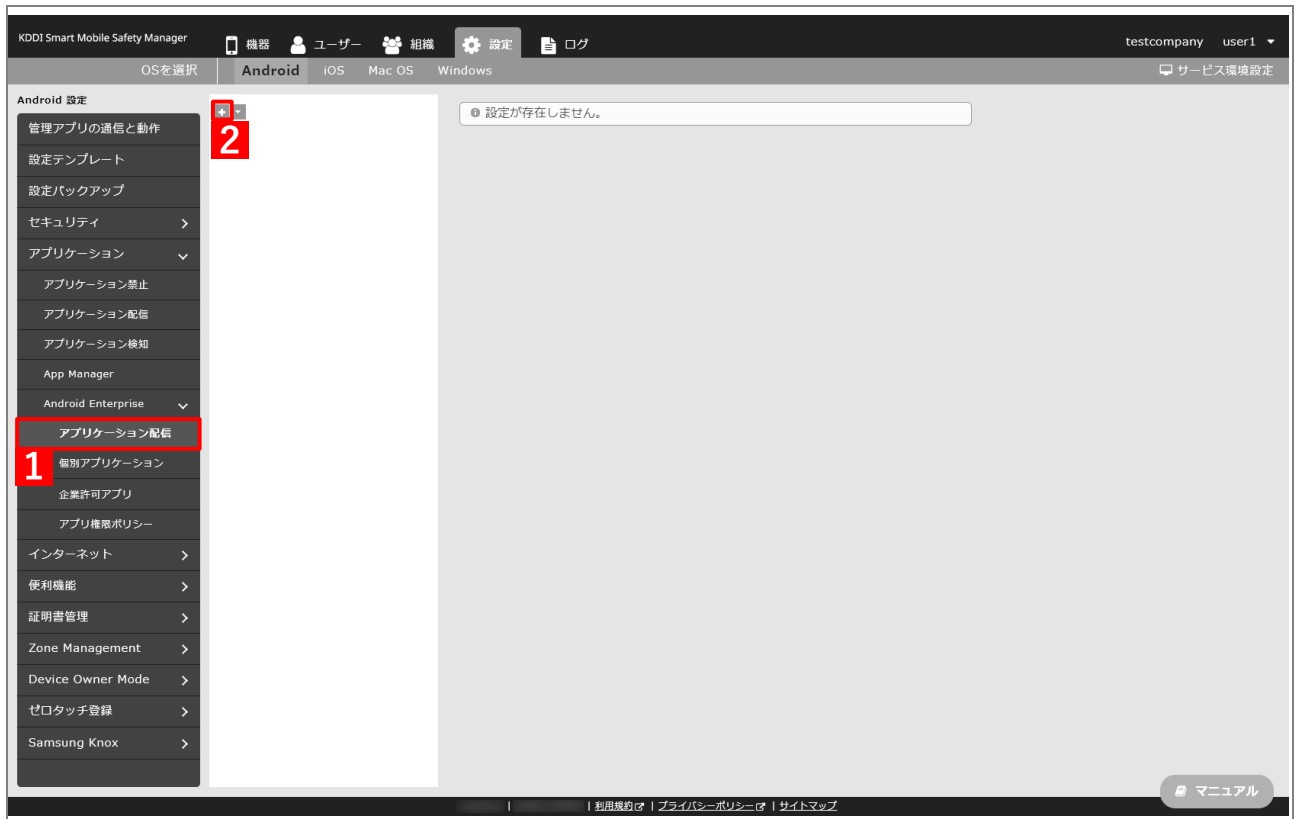 KDDI Smart Mobile Safety Manager
機器 ユーザー 組織 設定 ログ
testcompany user1
OSを選択 Android iOS Mac OS Windows サービス環境設定
Android 設定
管理アプリの通信と動作
設定テンプレート
設定バックアップ
セキュリティ
アプリケーション
アプリケーション禁止
アプリケーション配信
アプリケーション検知
App Manager
Android Enterprise
アプリケーション配信
1
個別アプリケーション
企業許可アプリ
アプリ権限ポリシー
インターネット
便利機能
証明書管理
Zone Management
Device Owner Mode
ゼロタッチ登録
Samsung Knox
2
設定が存在しません。
マニュアル
| | 利用規約 | プライバシーポリシー | サイトマップ